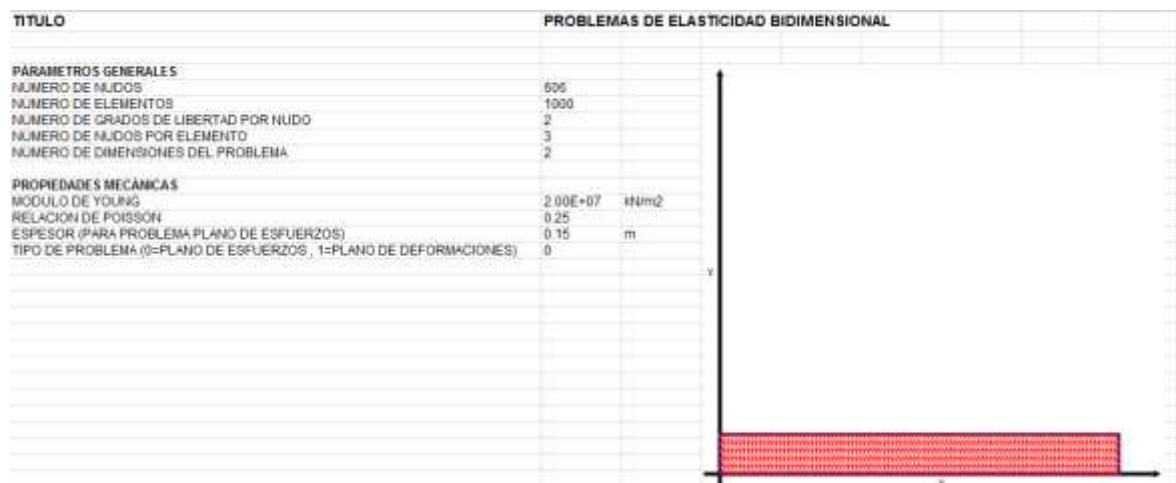 TITULO PROBLEMAS DE ELASTICIDAD BIDIMENSIONAL
PARAMETROS GENERALES
NUMERO DE NUDOS 606
NUMERO DE ELEMENTOS 1000
NUMERO DE GRADOS DE LIBERTAD POR NUDO 2
NUMERO DE NUDOS POR ELEMENTO 3
NUMERO DE DIMENSIONES DEL PROBLEMA 2
PROPIEDADES MECÁNICAS
MODULO DE YOUNG 2.00E+07 kN/m2
RELACION DE POISSON 0.25
ESPESOR (PARA PROBLEMA PLANO DE ESFUERZOS) 0.15 m
TIPO DE PROBLEMA (0=PLANO DE ESFUERZOS , 1=PLANO DE DEFORMACIONES) 0
Y